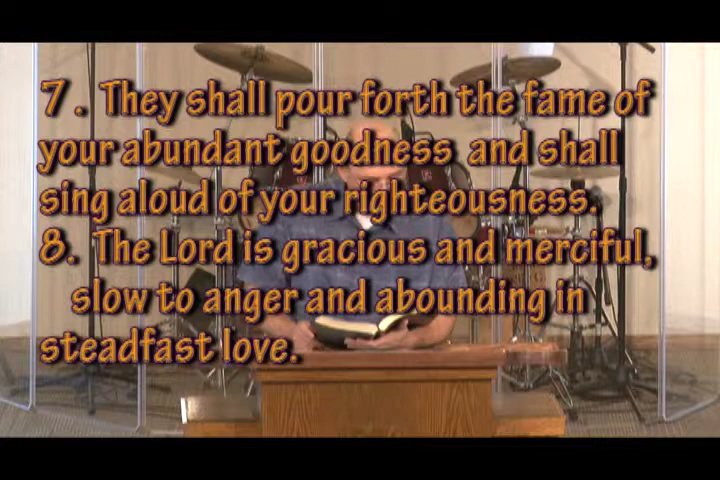 7 . They shall pour forth the fame of
your abundant goodness and shall
sing aloud of your righteousness.
8. The Lord is gracious and merciful,
slow to anger and abounding in
steadfast love.